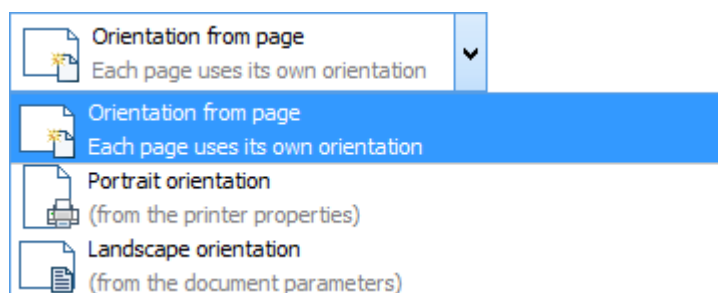 Orientation from page
Each page uses its own orientation
Orientation from page
Each page uses its own orientation
Portrait orientation
(from the printer properties)
Landscape orientation
(from the document parameters)